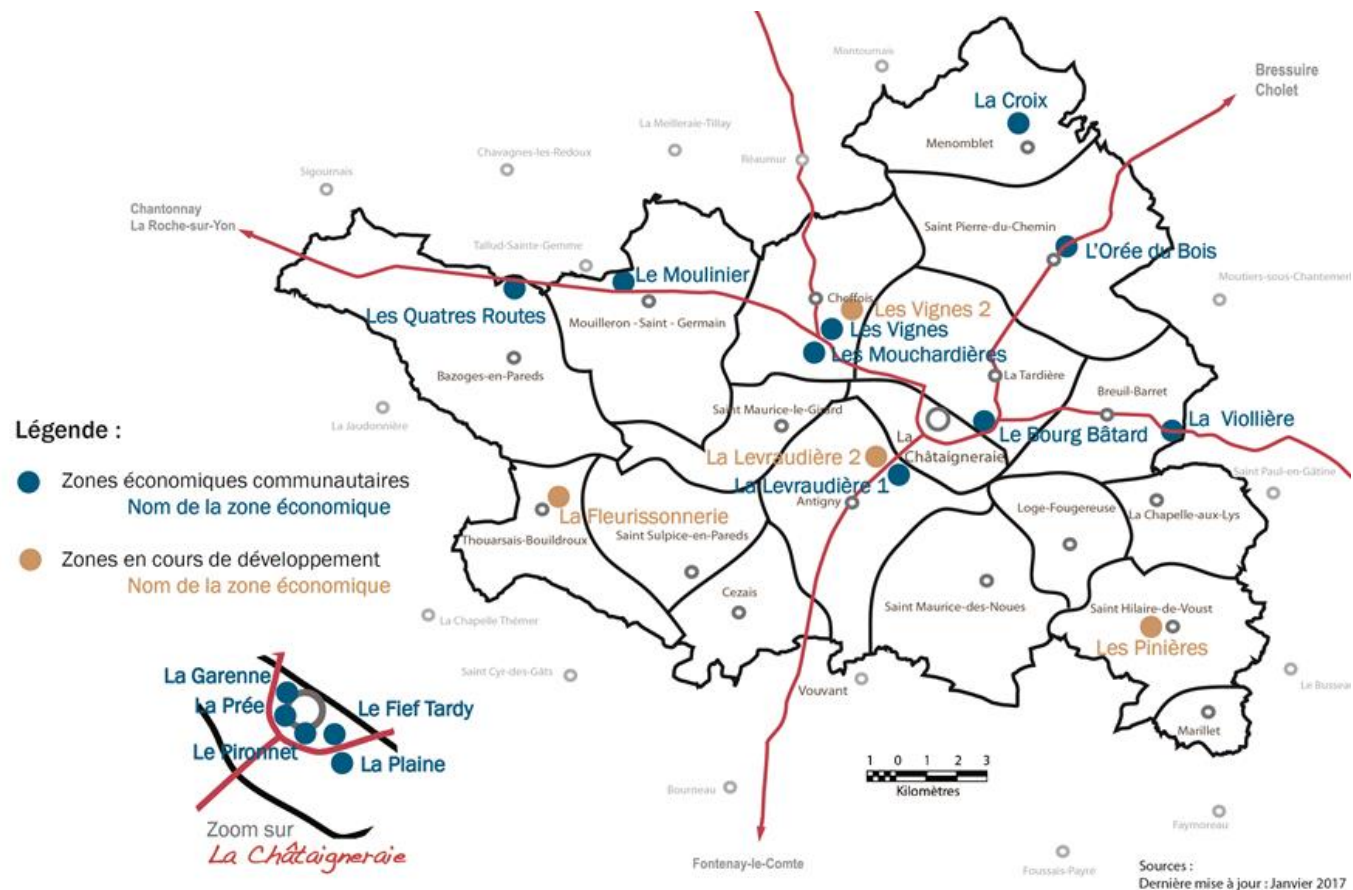 Montournais
Bressuire
Cholet
La Croix
Menomblet
La Meilleraie-Tillay
Chavagnes-les-Redoux
Réaumur
Sigournais
Chantonnay
La Roche-sur-Yon
Saint Pierre-du-Chemin
Tallud-Sainte-Gemme
L'Orée du Bois
Le Moulinier
Moutiers-sous-Chantemerl
Les Quatres Routes
Mouilleron - Saint - Germain
Cheffois
Les Vignes 2
Les Vignes
Les Mouchardières
Bazoges-en-Pareds
La Tardière
Breuil-Barret
La Jaudonnière
Saint Maurice-le-Girard
La Viollière
Le Bourg Bâtard
La
Châtaigneraie
La Levraudière 2
La Levraudière 1
Saint Paul-en-Gâtine
Antigny
Loge-Fougereuse
La Chapelle-aux-Lys
La Fleurissonnerie
Thouarsais-Bouildroux
Saint Sulpice-en-Pareds
Cezais
Saint Maurice-des-Noues
Saint Hilaire-de-Voust
Les Pinières
La Chapelle Thémer
Saint Cyr-des-Gâts
Vouvant
Le Busseau
Marillet
Légende :
Zones économiques communautaires
Nom de la zone économique
Zones en cours de développement
Nom de la zone économique
La Garenne
La Prée
Le Fief Tardy
Le Pironnet
La Plaine
Zoom sur
La Châtaigneraie
1 0 1 2 3
Kilomètres
Bourneau
Faymoreau
Fontenay-le-Comte
Foussais-Payré
Sources :
Dernière mise à jour : Janvier 2017